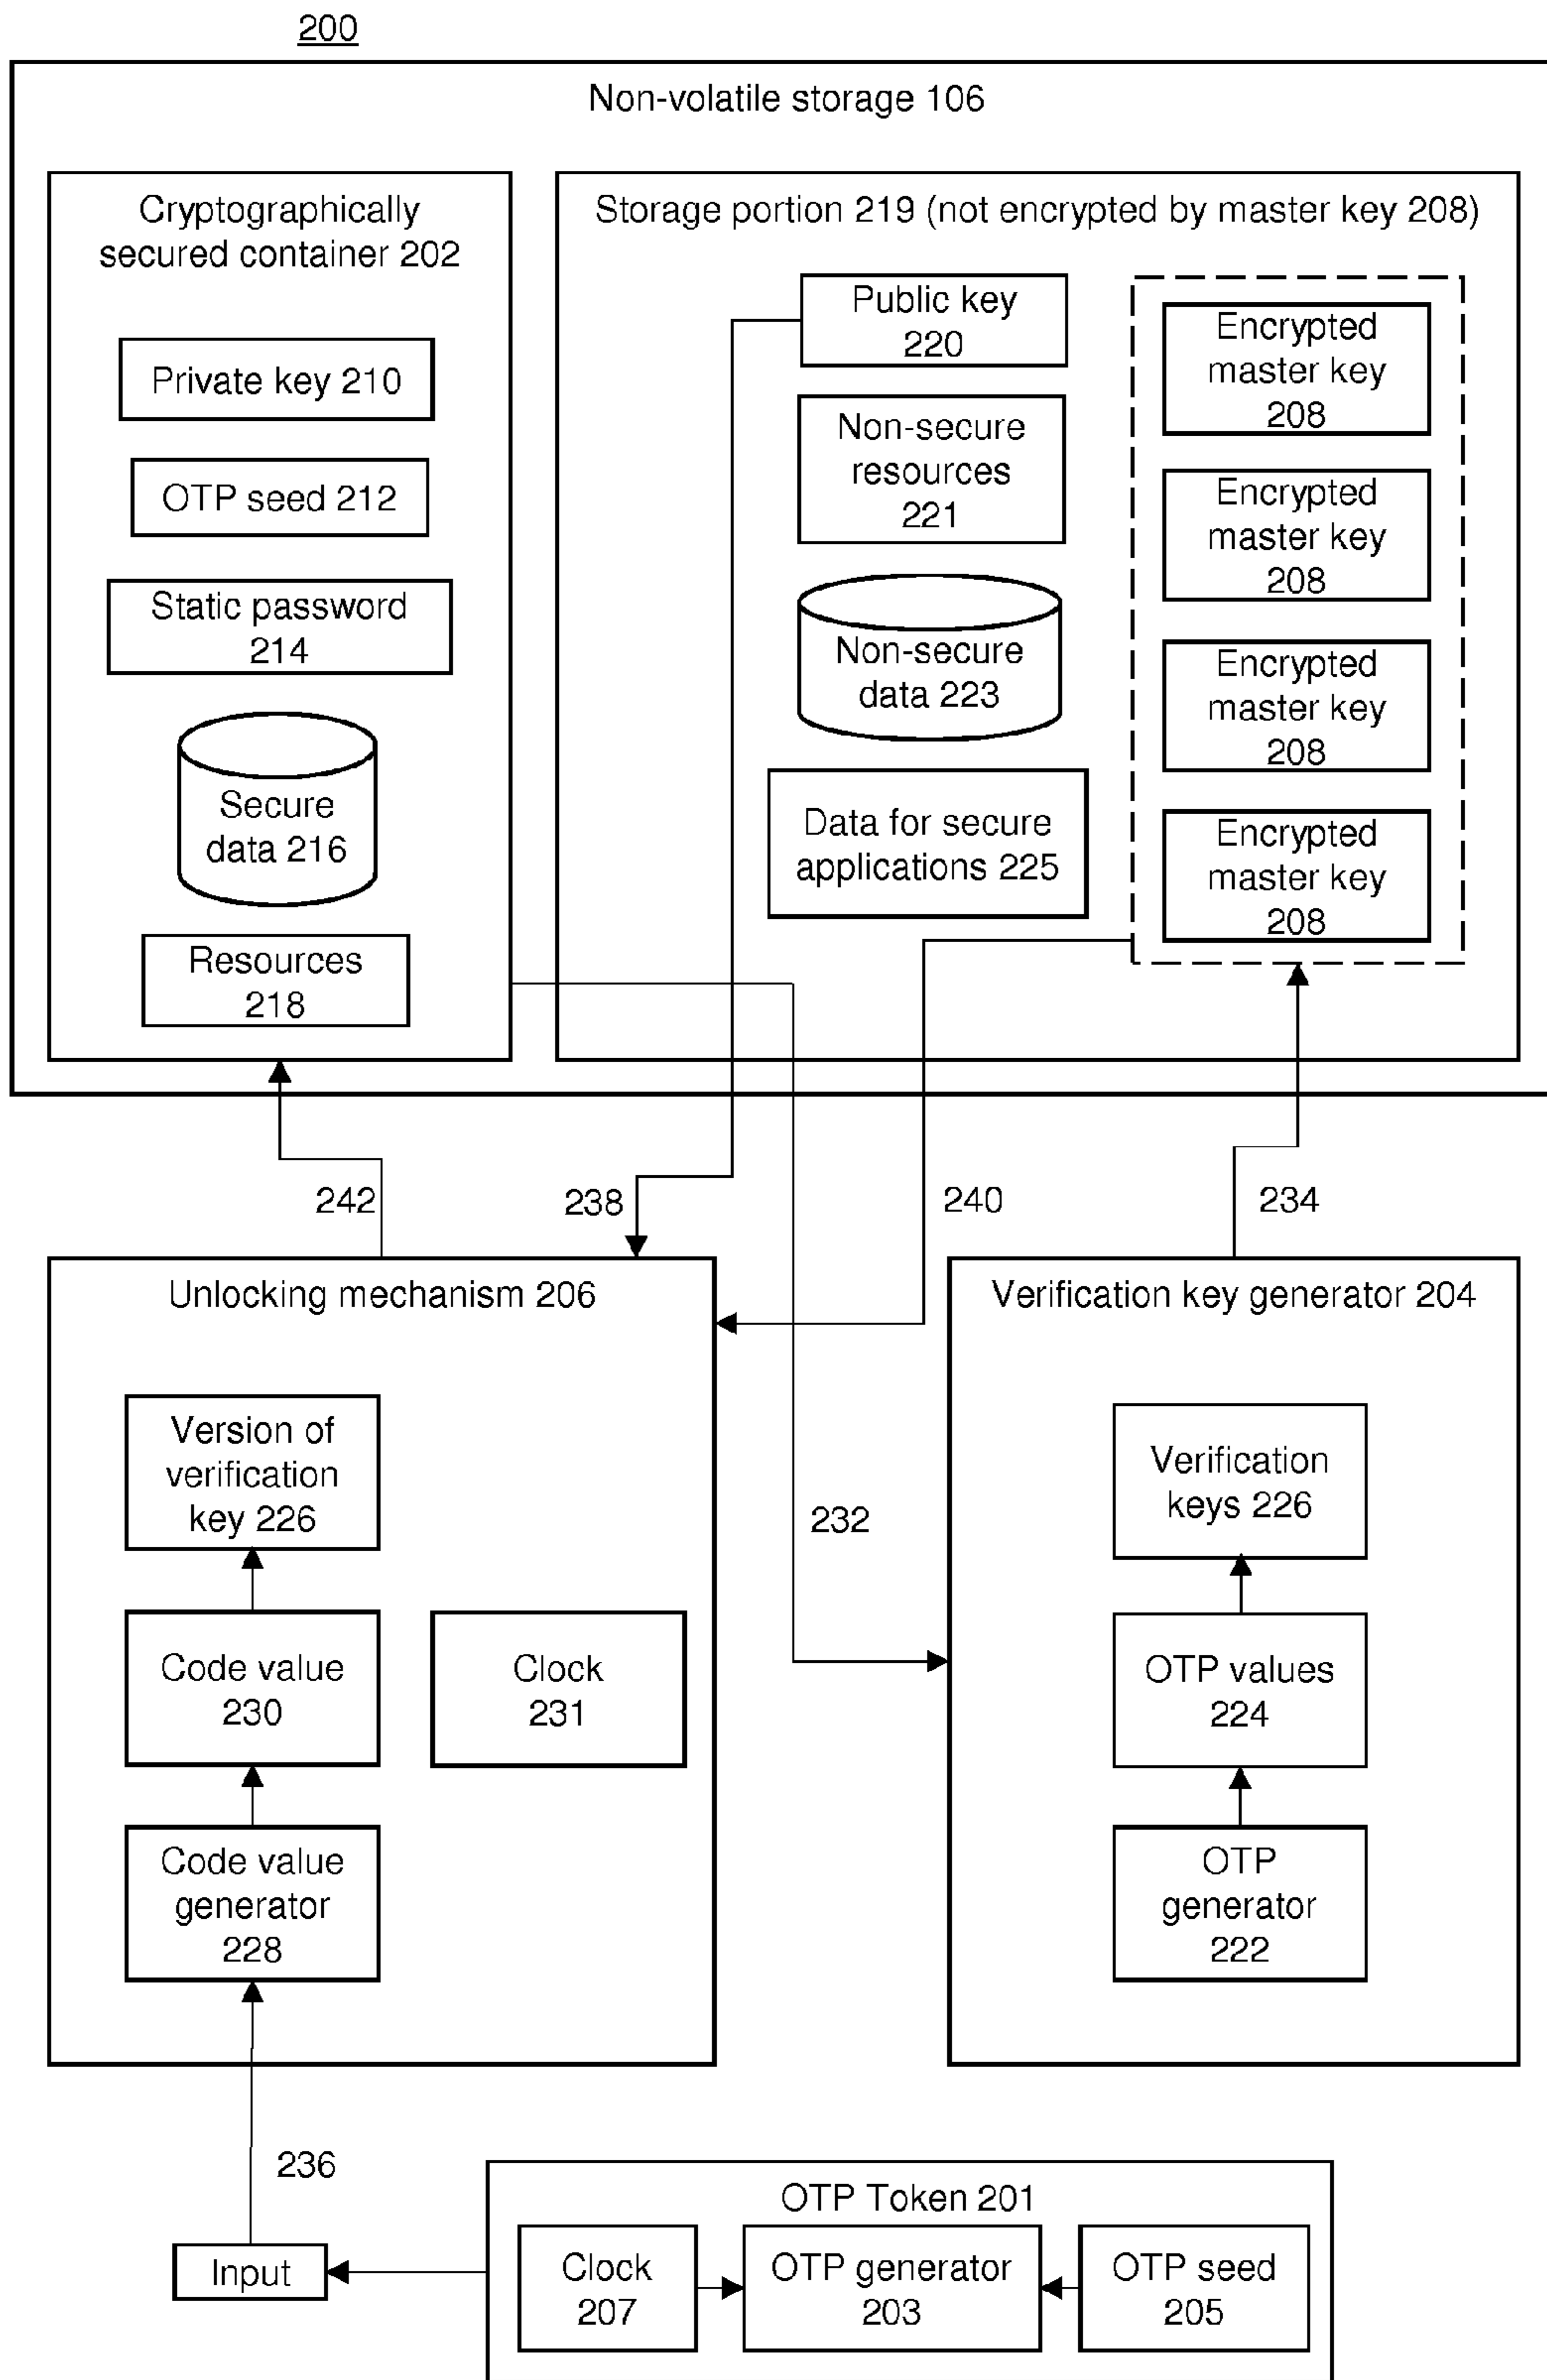 200
Non-volatile storage 106
Cryptographically
secured container 202
Private key 210
OTP seed 212
Static password
214
Secure
data 216
Resources
218
Storage portion 219 (not encrypted by master key 208)
Public key
220
Non-secure
resources
221
Non-secure
data 223
Data for secure
applications 225
Encrypted
master key
208
Encrypted
master key
208
Encrypted
master key
208
Encrypted
master key
208
242
238
240
234
Unlocking mechanism 206
Version of
verification
key 226
Code value
230
Clock
231
Code value
generator
228
232
Verification key generator 204
Verification
keys 226
OTP values
224
OTP
generator
222
236
Input
OTP Token 201
Clock
207
OTP generator
203
OTP seed
205